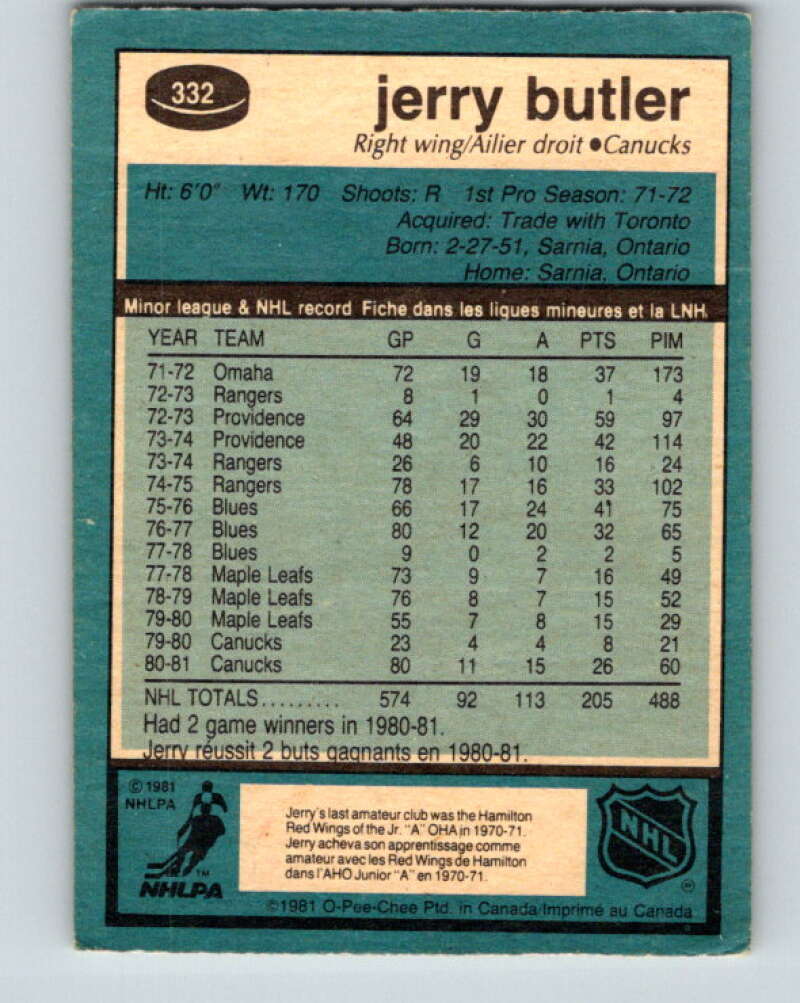 332
jerry butler
Right wing/Ailier droit ●Canucks
Ht: 6'0" Wt: 170 Shoots: R 1st Pro Season: 71-72
Acquired: Trade with Toronto
Born: 2-27-51, Sarnia, Ontario
Home: Sarnia, Ontario
Minor league & NHL record Fiche dans les ligues mineures et la LNH
YEAR TEAM GP G A PTS PIM
71-72 Omaha 72 19 18 37 173
72-73 Rangers 8 1 0 1 4
72-73 Providence 64 29 30 59 97
73-74 Providence 48 20 22 42 114
73-74 Rangers 26 6 10 16 24
74-75 Rangers 78 17 16 33 102
75-76 Blues 66 17 24 41 75
76-77 Blues 80 12 20 32 65
77-78 Blues 9 0 2 2 5
77-78 Maple Leafs 73 9 7 16 49
78-79 Maple Leafs 76 8 7 15 52
79-80 Maple Leafs 55 7 8 15 29
79-80 Canucks 23 4 4 8 21
80-81 Canucks 80 11 15 26 60
NHL TOTALS......... 574 92 113 205 488
Had 2 game winners in 1980-81.
Jerry réussit 2 buts gagnants en 1980-81.
© 1981
NHLPA
TM
NHLPA
Jerry's last amateur club was the Hamilton
Red Wings of the Jr. "A" OHA in 1970-71.
Jerry acheva son apprentissage comme
amateur avec les Red Wings de Hamilton
dans l'AHO Junior "A" en 1970-71.
NHL
©1981 O-Pee-Chee Ptd. in Canada/Imprimé au Canada